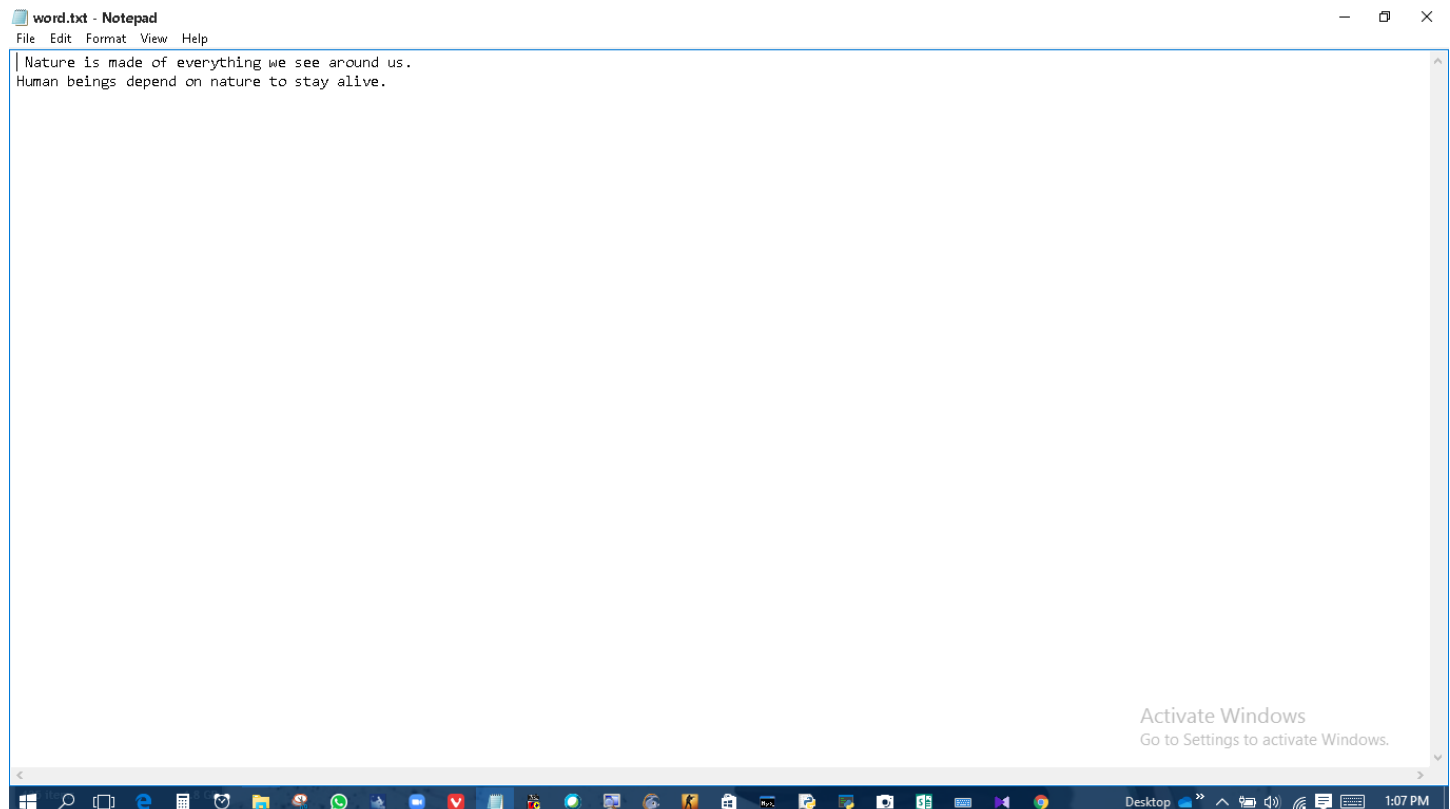 word.txt - Notepad
File Edit Format View Help
Nature is made of everything we see around us.
Human beings depend on nature to stay alive.
Activate Windows
Go to Settings to activate Windows.
Desktop
1:07 PM